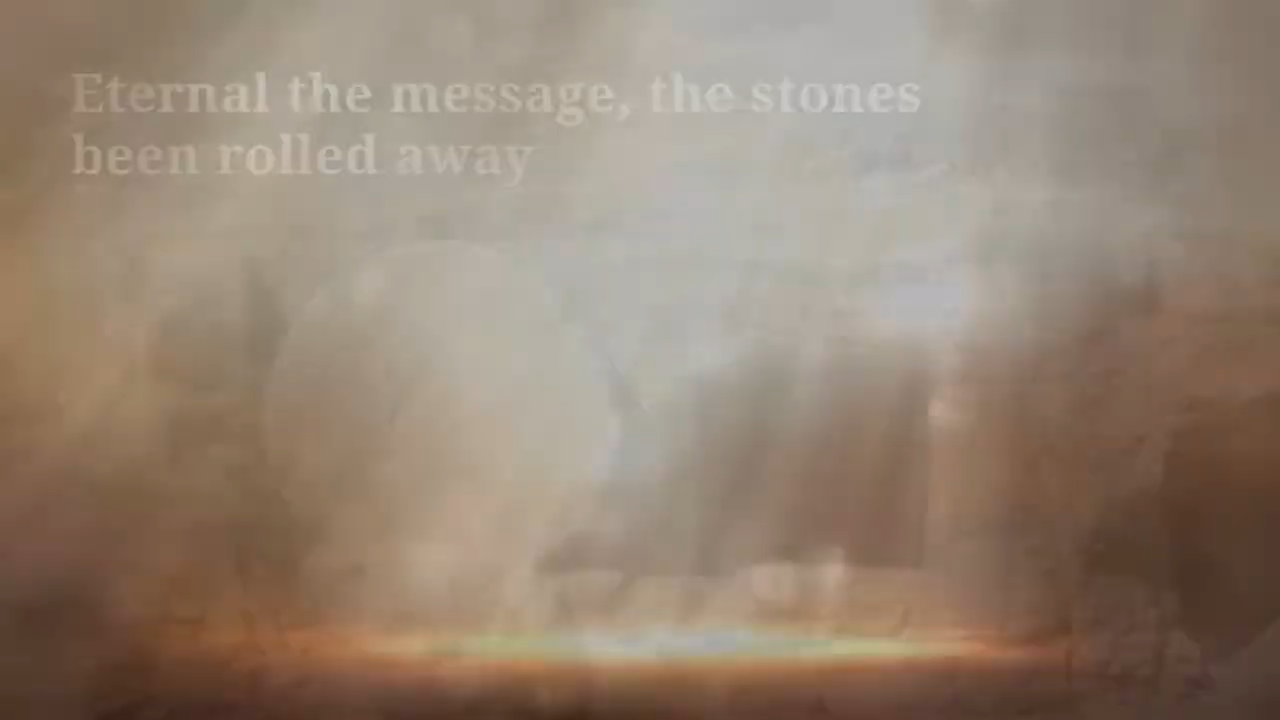 Eternal the message, the stones
been rolled away